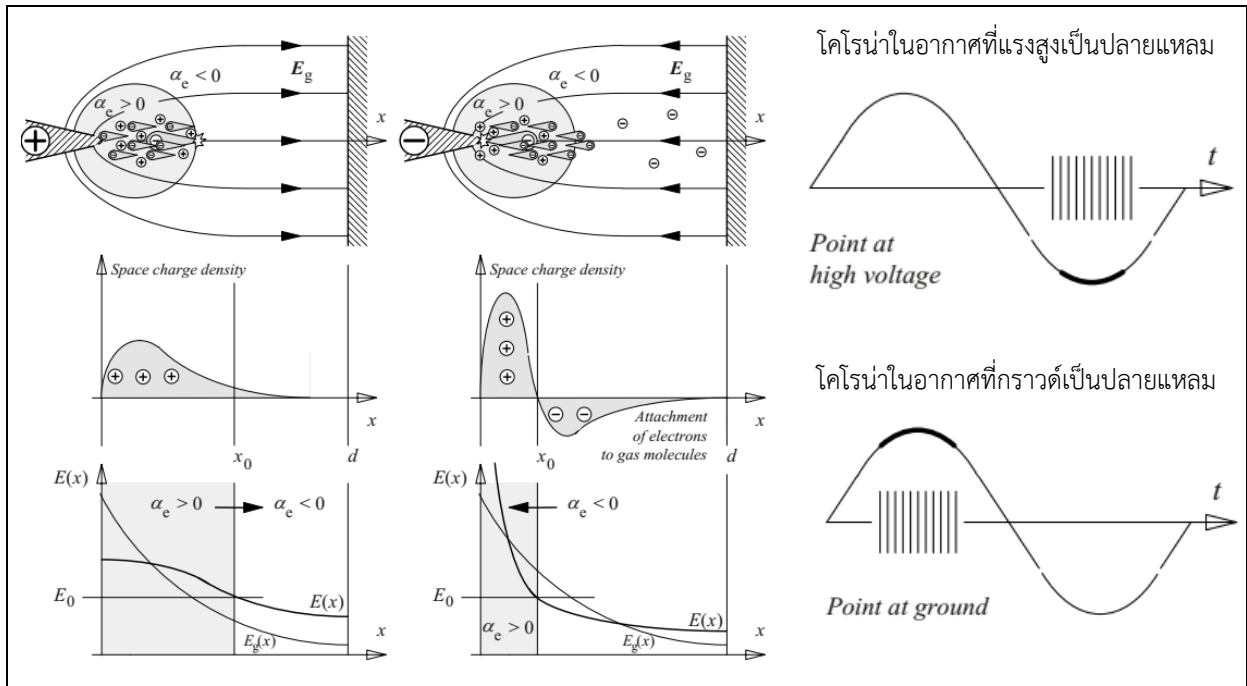 α_e < 0
E_g
α_e > 0
x
+
α_e < 0
E_g
α_e > 0
x
−
Space charge density
x
x_0
d
Space charge density
Attachment
of electrons
to gas molecules
x
x_0
d
E(x)
α_e > 0
α_e < 0
E_0
E(x)
E_g(x)
x
E(x)
α_e < 0
E_0
α_e > 0
E(x)
E_g(x)
x
โคโรน่าในอากาศที่แรงสูงเป็นปลายแหลม
t
Point at
high voltage
โคโรน่าในอากาศที่กราวด์เป็นปลายแหลม
t
Point at ground